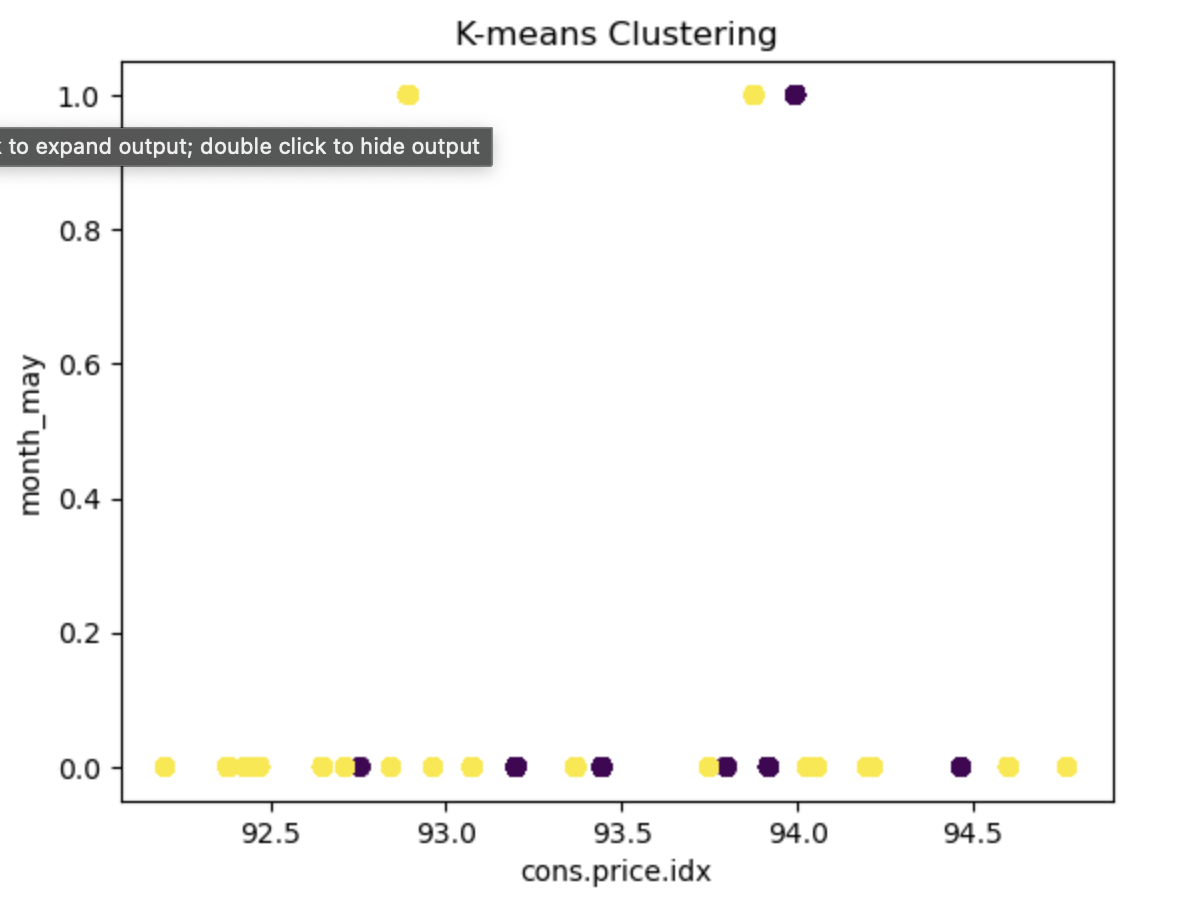 K-means Clustering
1.0
to expand output; double click to hide output
0.8
0.6
0.4
0.2
0.0
month_may
92.5 93.0 93.5 94.0 94.5
cons.price.idx